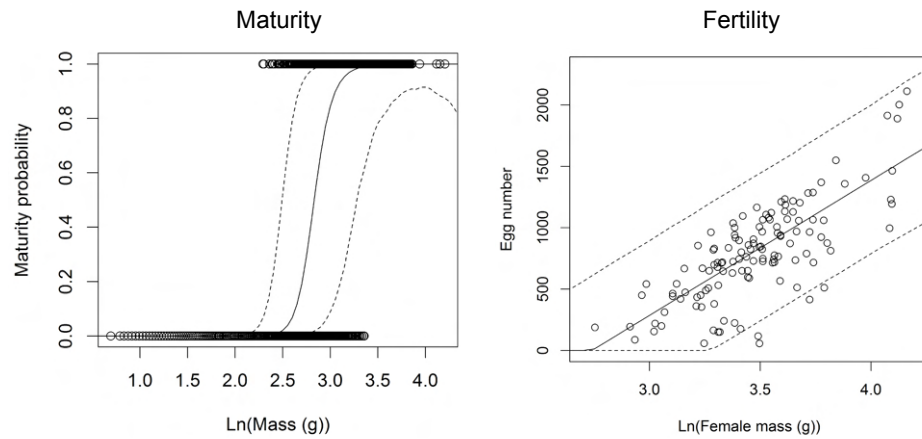 Maturity
Fertility
Maturity probability
0.0 0.2 0.4 0.6 0.8 1.0
1.0 1.5 2.0 2.5 3.0 3.5 4.0
Ln(Mass (g))
Egg number
0 500 1000 1500 2000
3.0 3.5 4.0
Ln(Female mass (g))